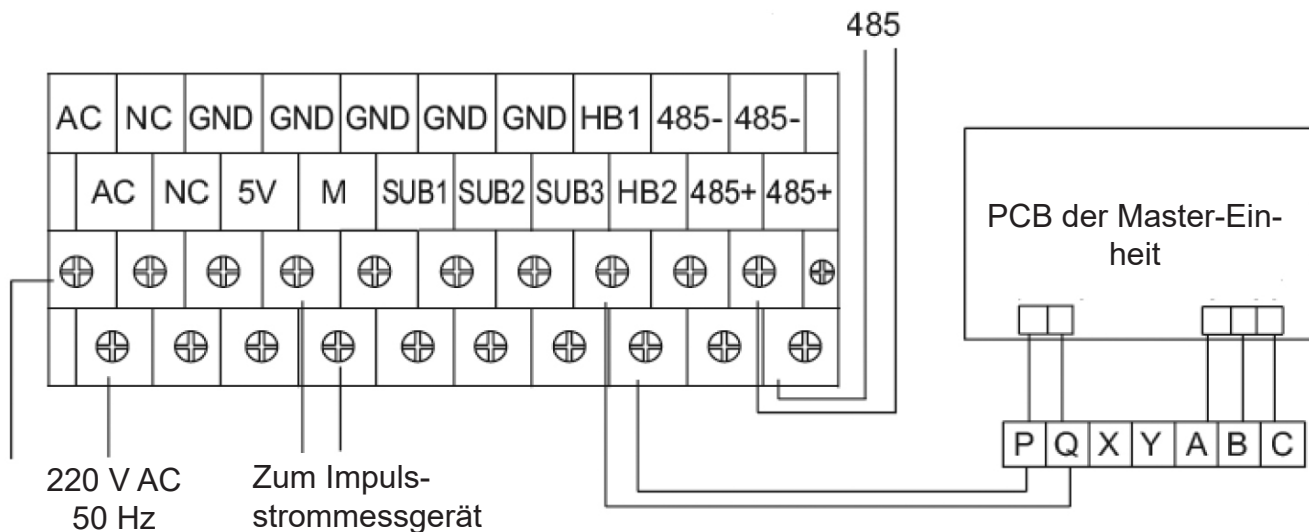 485
AC NC GND GND GND GND GND HB1 485- 485-
AC NC 5V M SUB1 SUB2 SUB3 HB2 485+ 485+
PCB der Master-Ein-
heit
P Q X Y A B C
220 V AC
50 Hz
Zum Impuls-
strommessgerät